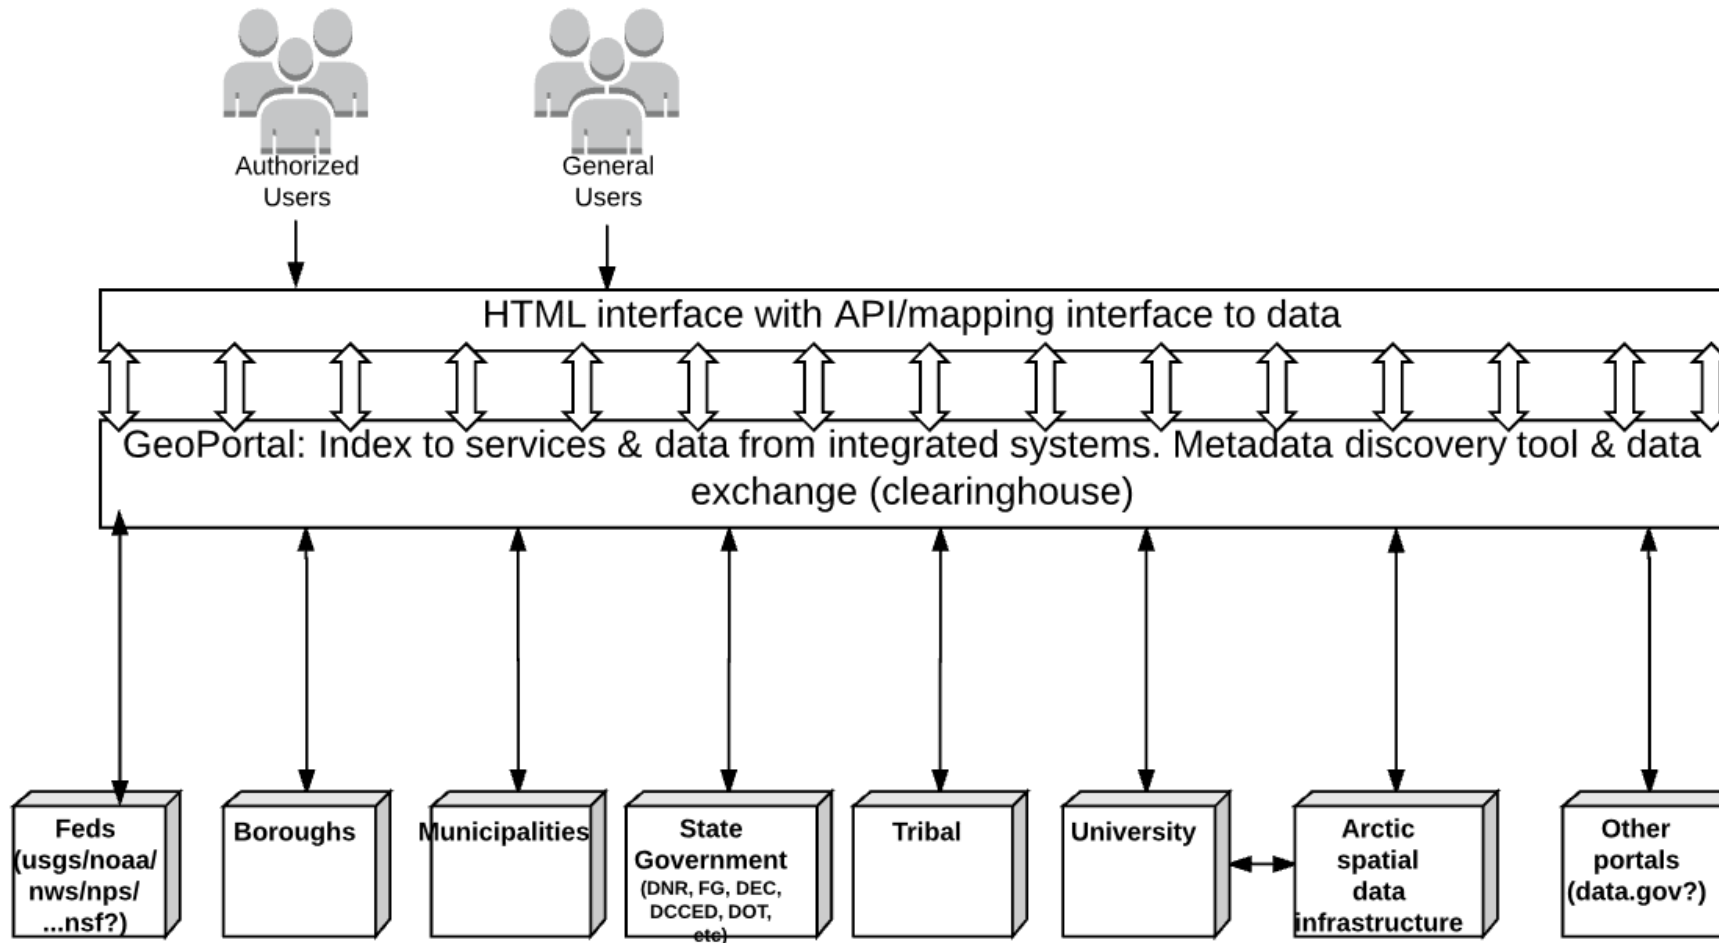 Authorized
Users
General
Users
HTML interface with API/mapping interface to data
GeoPortal: Index to services & data from integrated systems. Metadata discovery tool & data
exchange (clearinghouse)
Feds
(usgs/noaa/
nws/nps/
...nsf?)
Boroughs
Municipalities
State
Government
(DNR, FG, DEC,
DCCED, DOT,
etc)
Tribal
University
Arctic
spatial
data
infrastructure
Other
portals
(data.gov?)